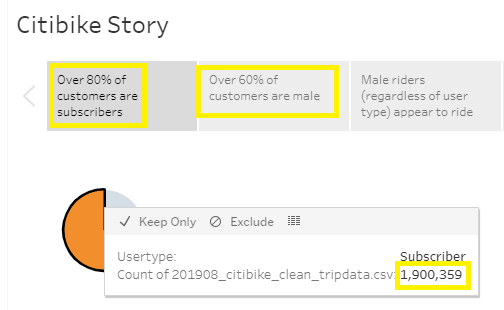 Citibike Story
Over 80% of
customers are
subscribers
Over 60% of
customers are male
Male riders
(regardless of user
type) appear to ride
Keep Only Exclude
Usertype: Subscriber
Count of 201908_citibike_clean_tripdata.csv: 1,900,359